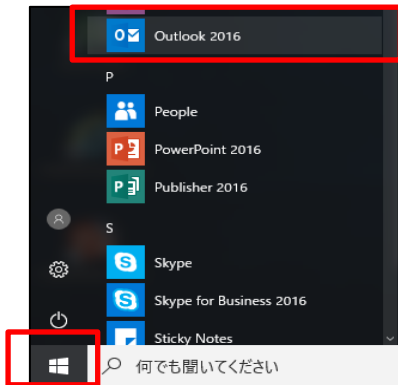 Outlook 2016
P
People
PowerPoint 2016
Publisher 2016
S
Skype
Skype for Business 2016
Sticky Notes
何でも聞いてください